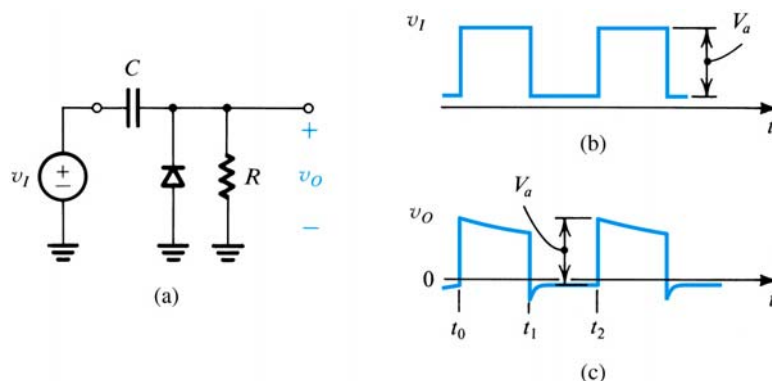 C
v_I
+
−
R
+
v_O
−
(a)
v_I
V_a
t
(b)
v_O
V_a
0
t
t_0
t_1
t_2
(c)